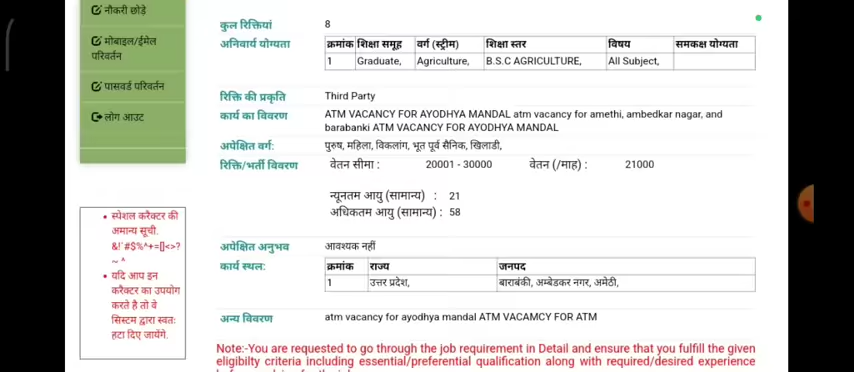 नौकरी छोड़े
मोबाइल/ईमेल
परिवर्तन
पासवर्ड परिवर्तन
लोग आउट
स्पेशल करैक्टर की
अमान्य सूची.
&!`#$%^+=[]<>?
~ ^
यदि आप इन
करैक्टर का उपयोग
करते है तो वे
सिस्टम द्वारा स्वतः
हटा दिए जायेंगे.
कुल रिक्तियां 8
अनिवार्य योग्यता क्रमांक शिक्षा समूह वर्ग (स्ट्रीम) शिक्षा स्तर विषय समकक्ष योग्यता
1 Graduate, Agriculture, B.S.C AGRICULTURE, All Subject,
रिक्ति की प्रकृति Third Party
कार्य का विवरण ATM VACANCY FOR AYODHYA MANDAL atm vacancy for amethi, ambedkar nagar, and
barabanki ATM VACANCY FOR AYODHYA MANDAL
अपेक्षित वर्ग: पुरुष, महिला, विकलांग, भूत पूर्व सैनिक, खिलाडी,
रिक्ति/भर्ती विवरण वेतन सीमा : 20001 - 30000 वेतन (/माह) : 21000
न्यूनतम आयु (सामान्य) : 21
अधिकतम आयु (सामान्य) : 58
अपेक्षित अनुभव आवश्यक नहीं
कार्य स्थल: क्रमांक राज्य जनपद
1 उत्तर प्रदेश, बाराबंकी, अम्बेडकर नगर, अमेठी,
अन्य विवरण atm vacancy for ayodhya mandal ATM VACAMCY FOR ATM
Note:-You are requested to go through the job requirement in Detail and ensure that you fulfill the given
eligibilty criteria including essential/preferential qualification along with required/desired experience